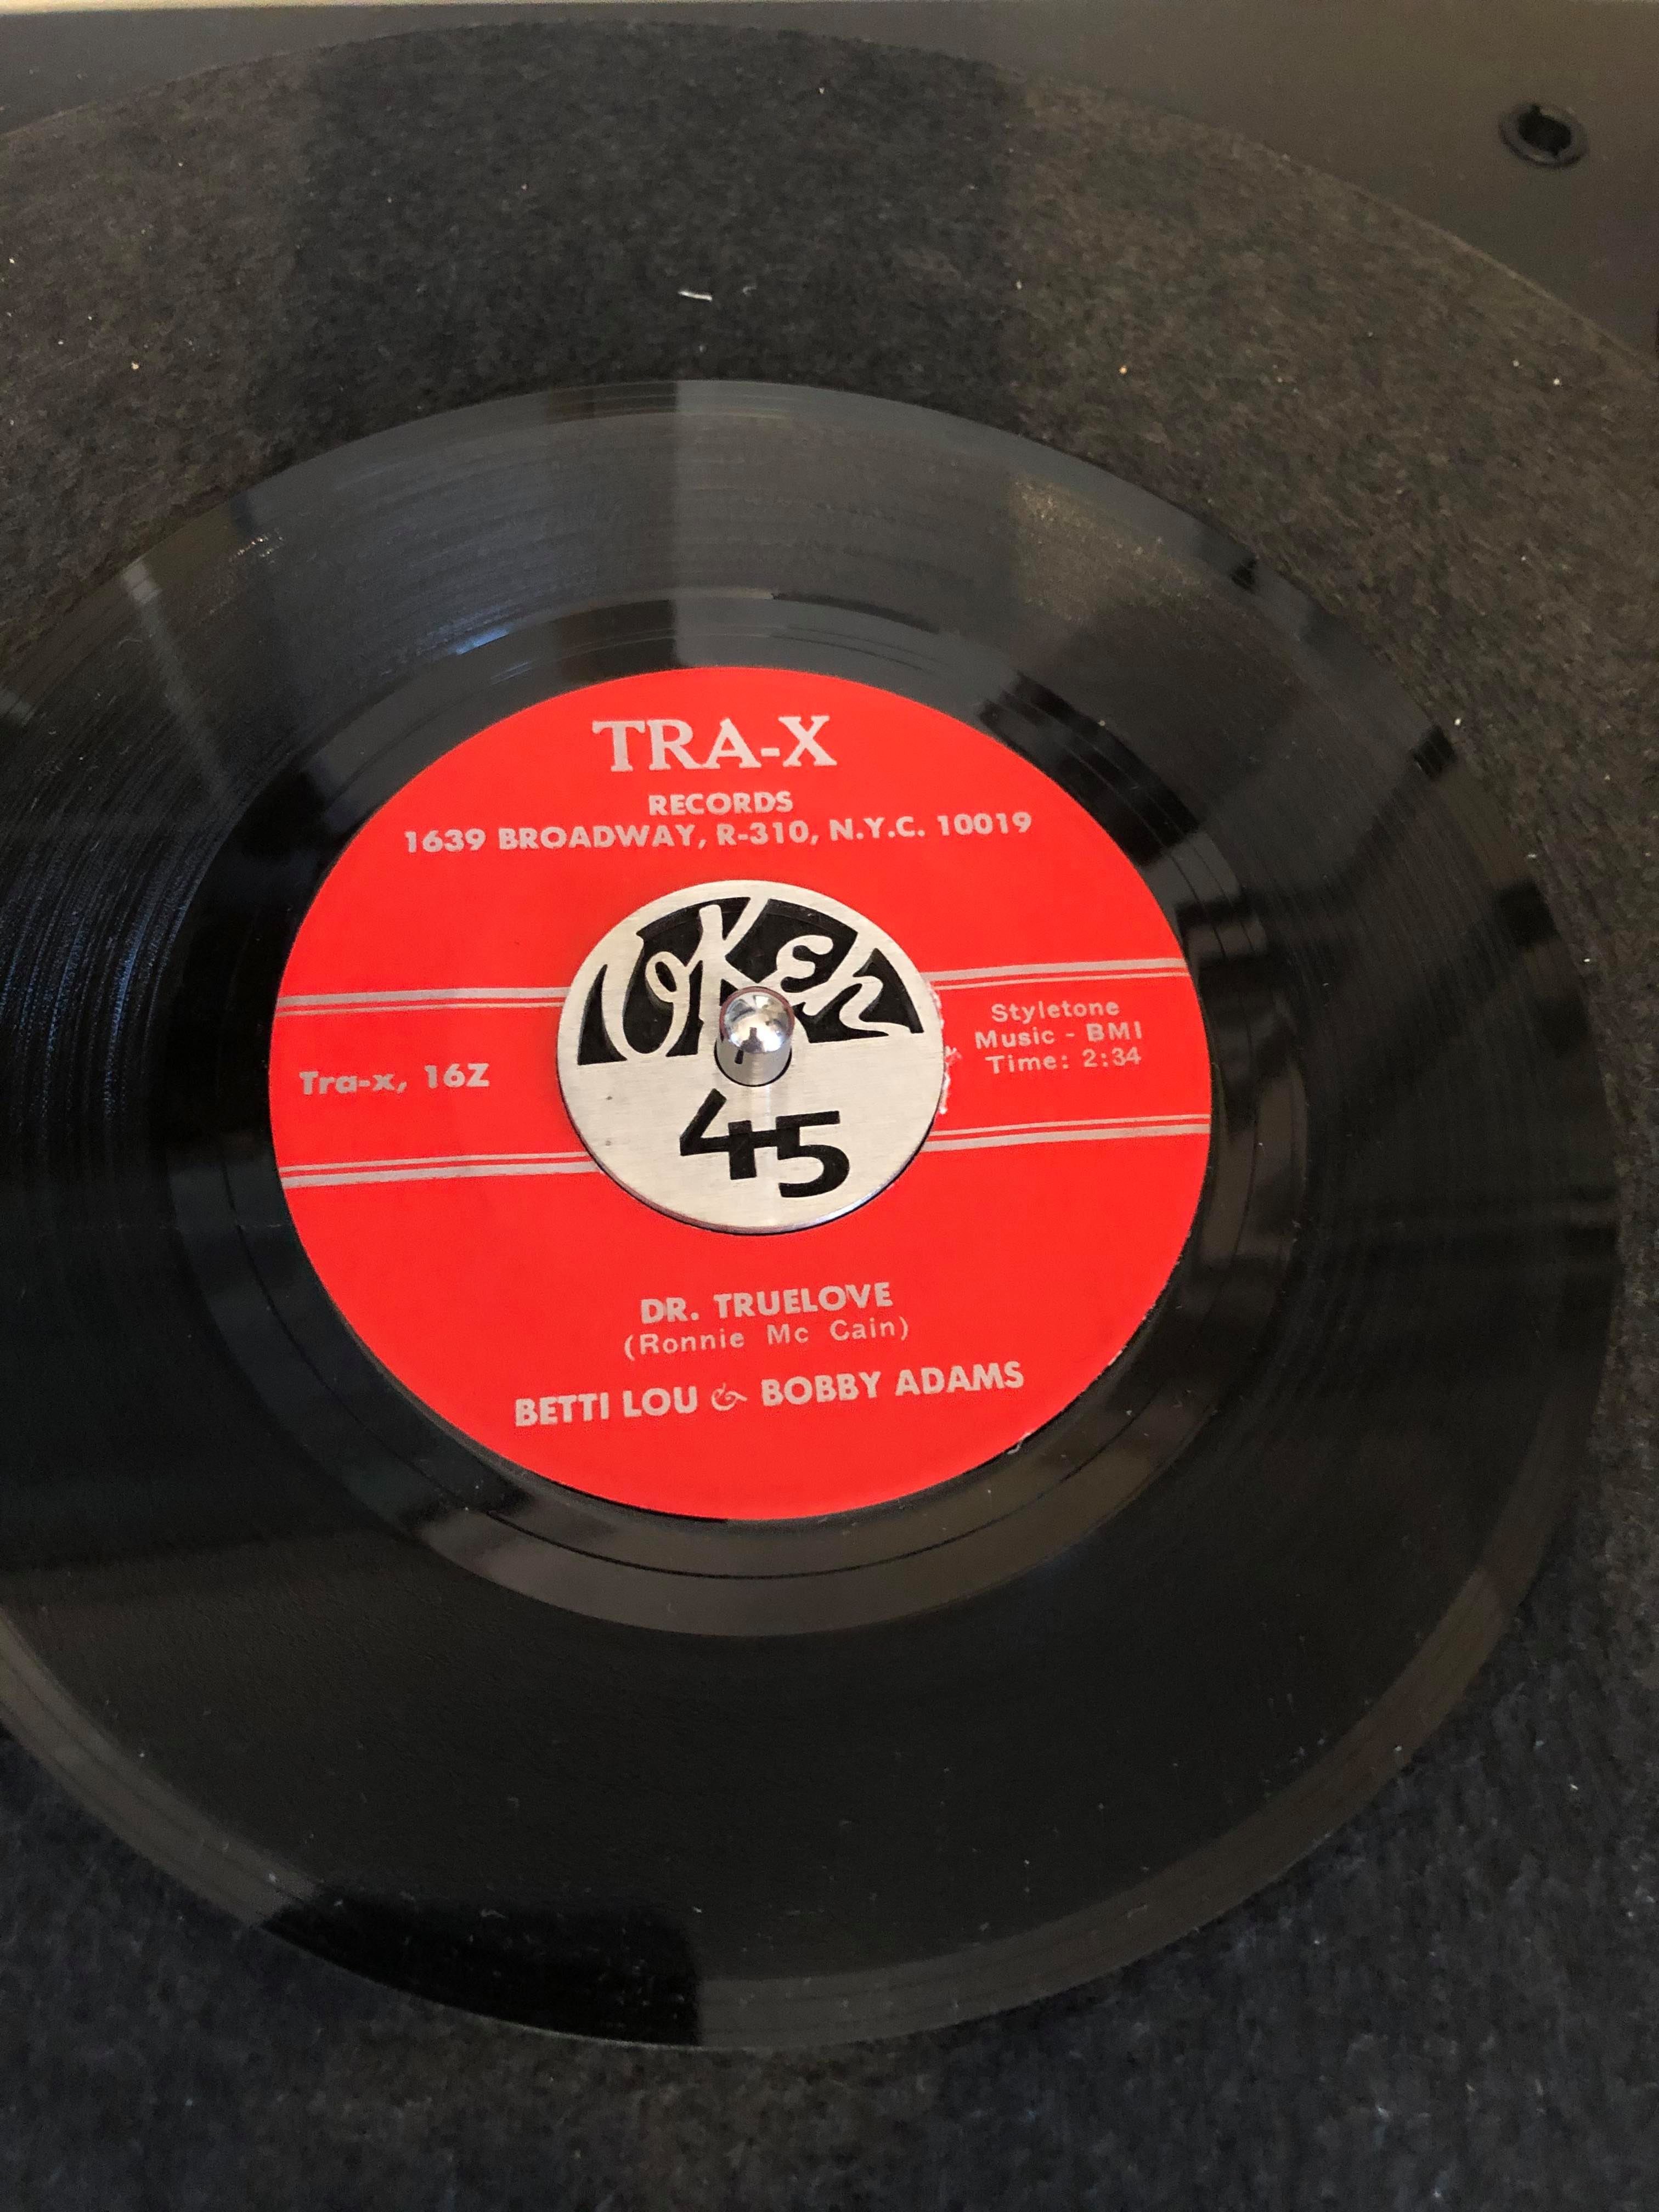 TRA-X
RECORDS
1639 BROADWAY, R-310, N.Y.C. 10019
OKeh
45
Tra-x, 16Z
Styletone
Music - BMI
Time: 2:34
DR. TRUELOVE
(Ronnie Mc Cain)
BETTI LOU & BOBBY ADAMS